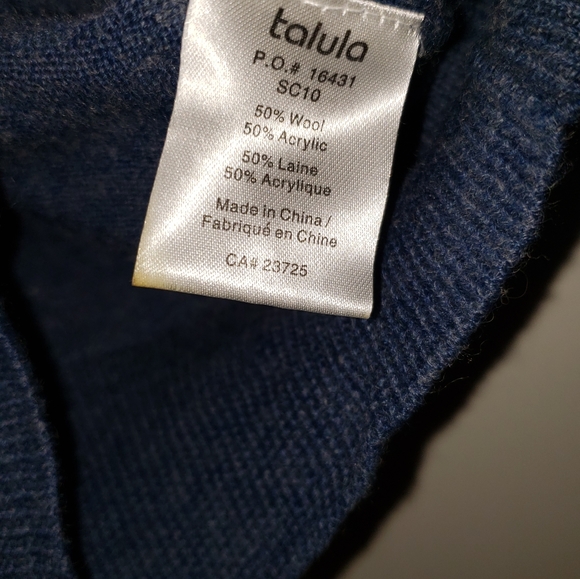 talula
P.O.# 16431
SC10
50% Wool
50% Acrylic
50% Laine
50% Acrylique
Made in China /
Fabriqué en Chine
CA# 23725